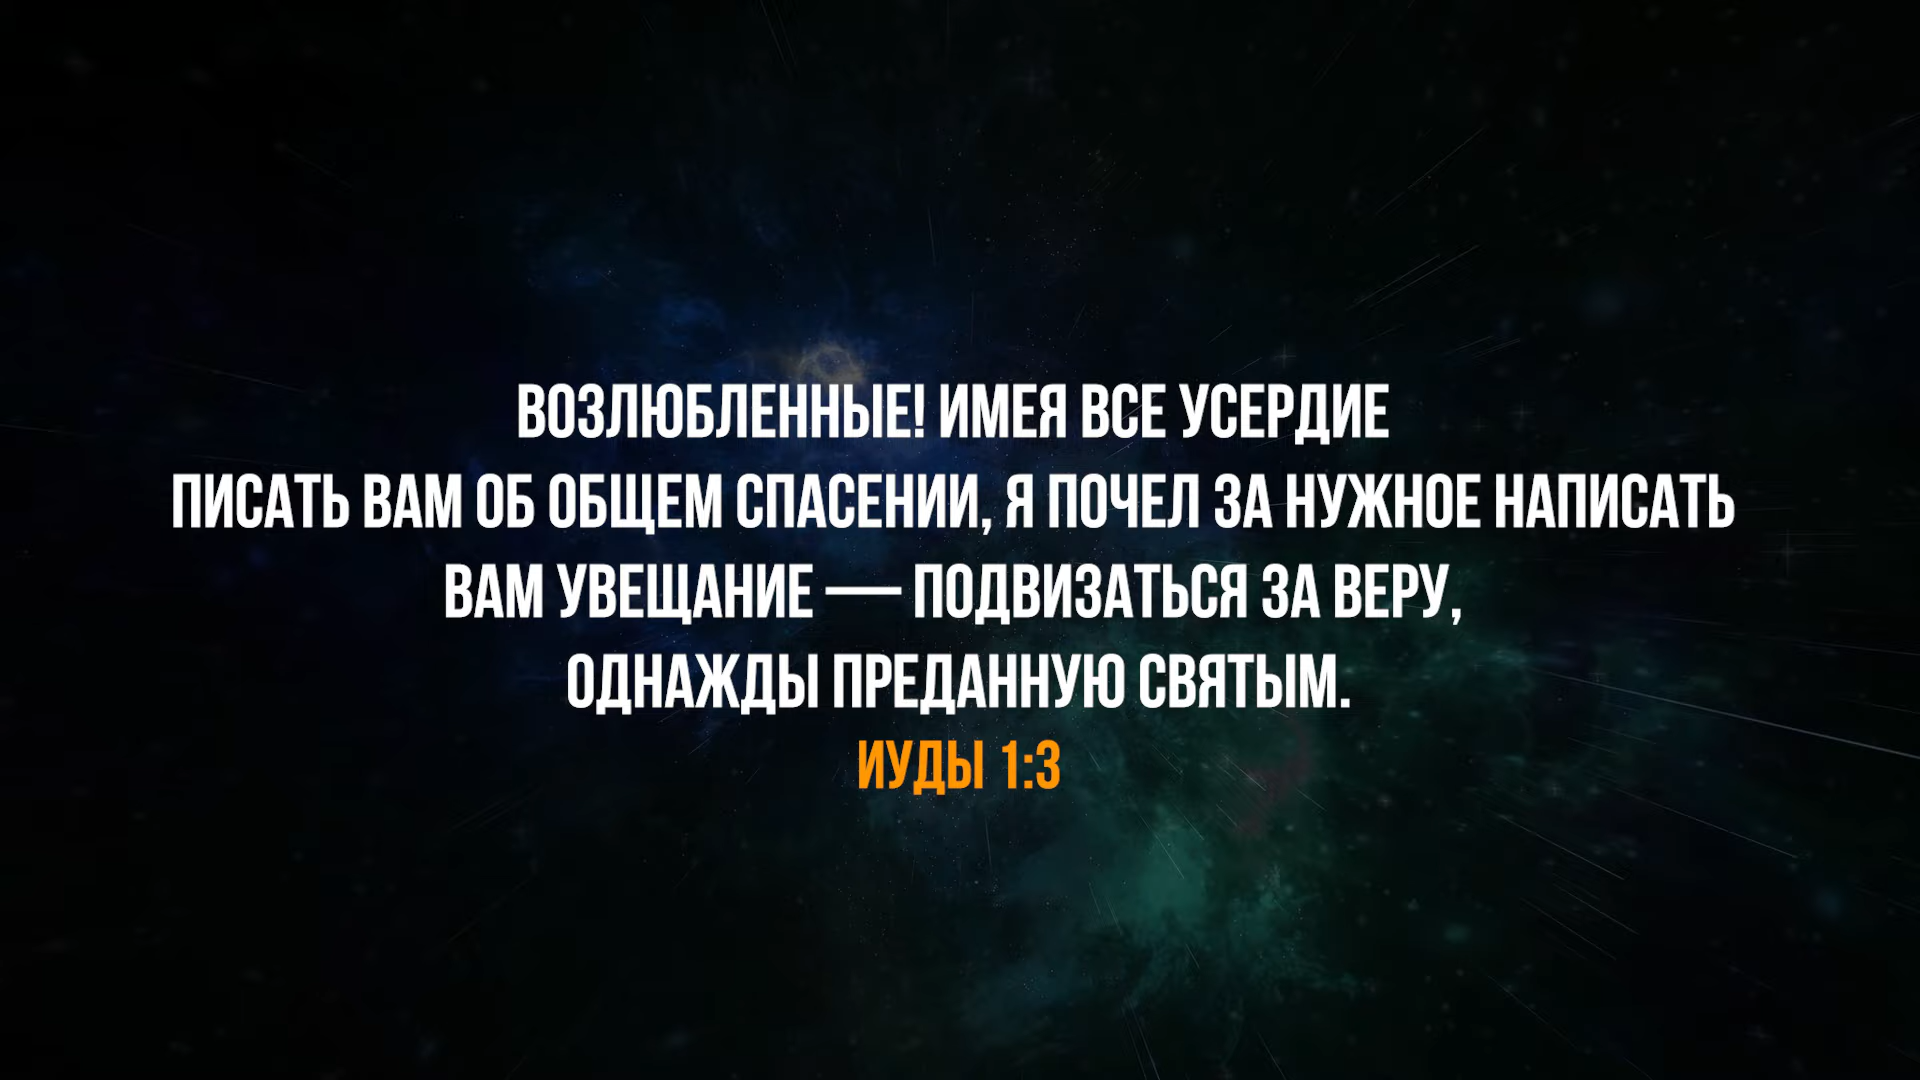 ВОЗЛЮБЛЕННЫЕ! ИМЕЯ ВСЕ УСЕРДИЕ
ПИСАТЬ ВАМ ОБ ОБЩЕМ СПАСЕНИИ, Я ПОЧЕЛ ЗА НУЖНОЕ НАПИСАТЬ
ВАМ УВЕЩАНИЕ — ПОДВИЗАТЬСЯ ЗА ВЕРУ,
ОДНАЖДЫ ПРЕДАННУЮ СВЯТЫМ.
ИУДЫ 1:3